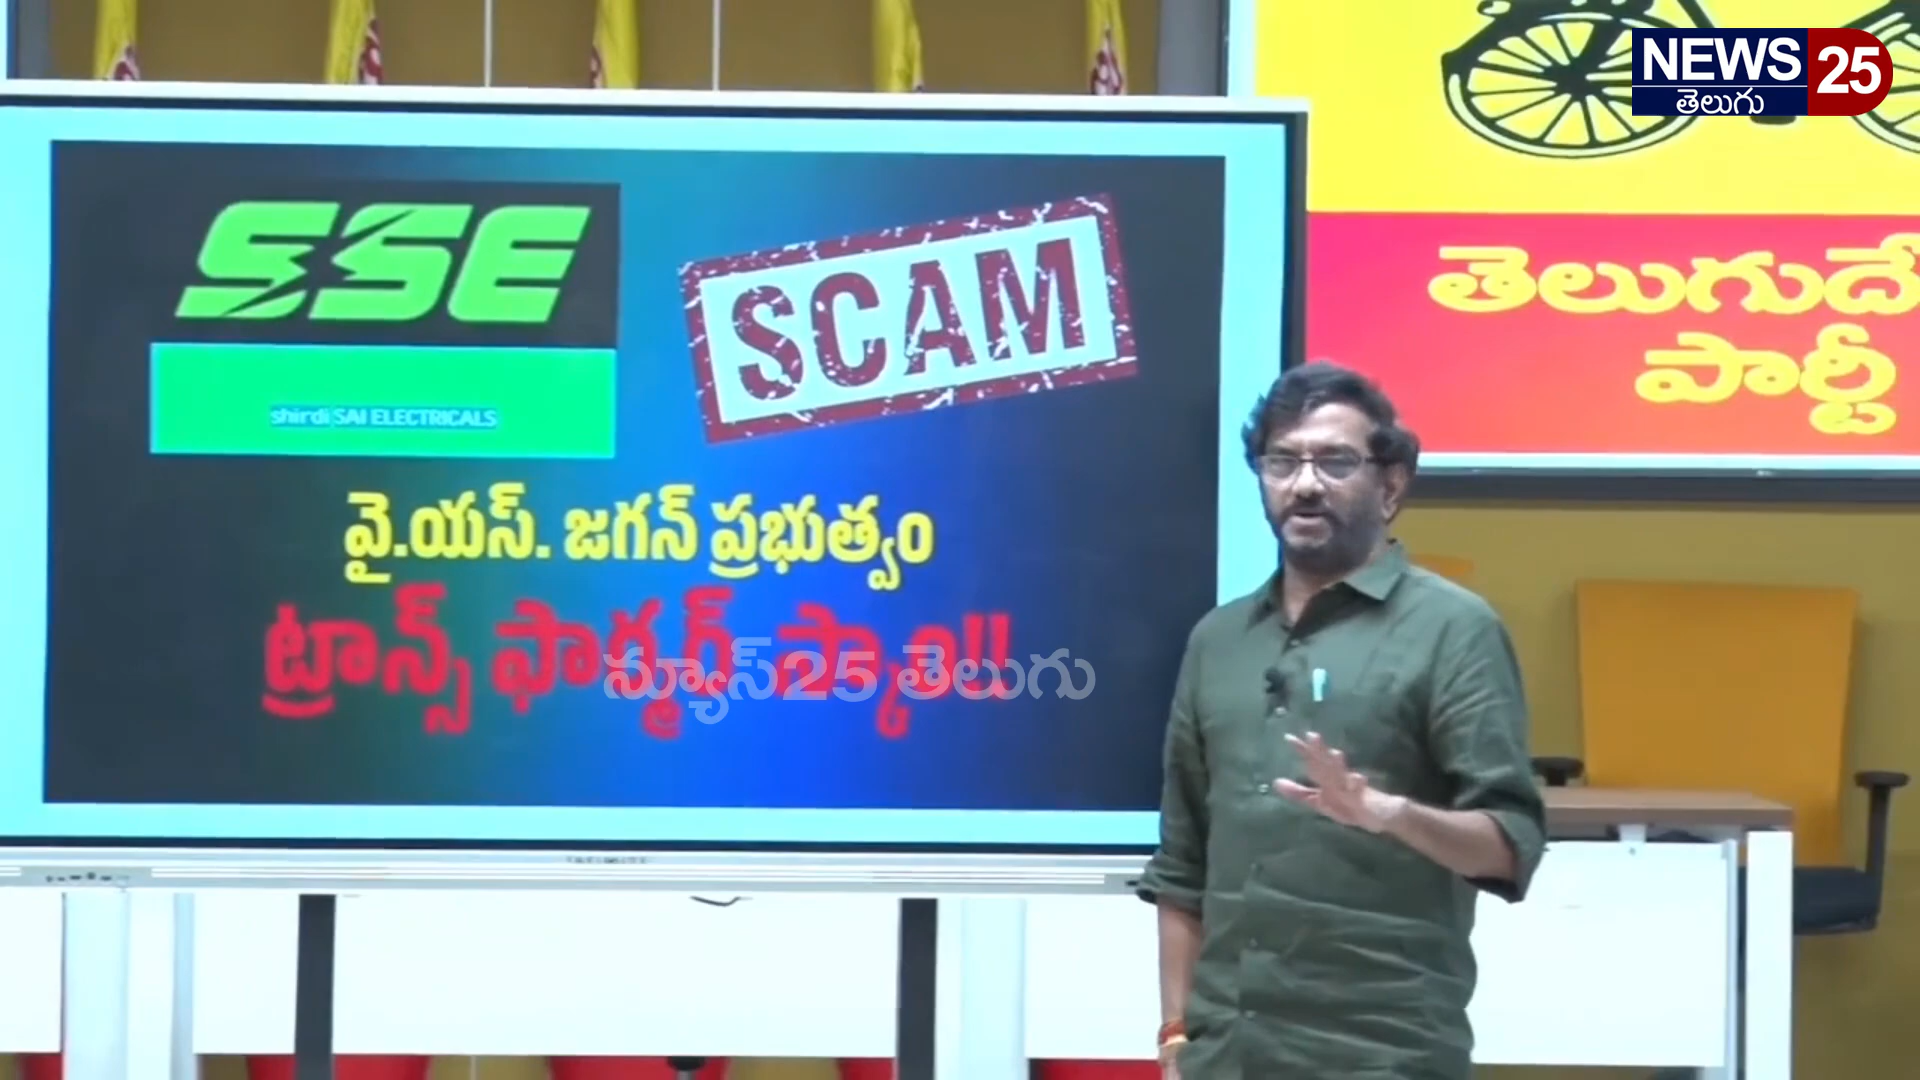 NEWS 25
తెలుగు
SSE
SCAM
shirdi SAI ELECTRICALS
వై.యస్. జగన్ ప్రభుత్వం
ట్రాన్స్ ఫార్మర్ స్కాం!!
న్యూస్25 తెలుగు
తెలుగుదే
పార్టీ